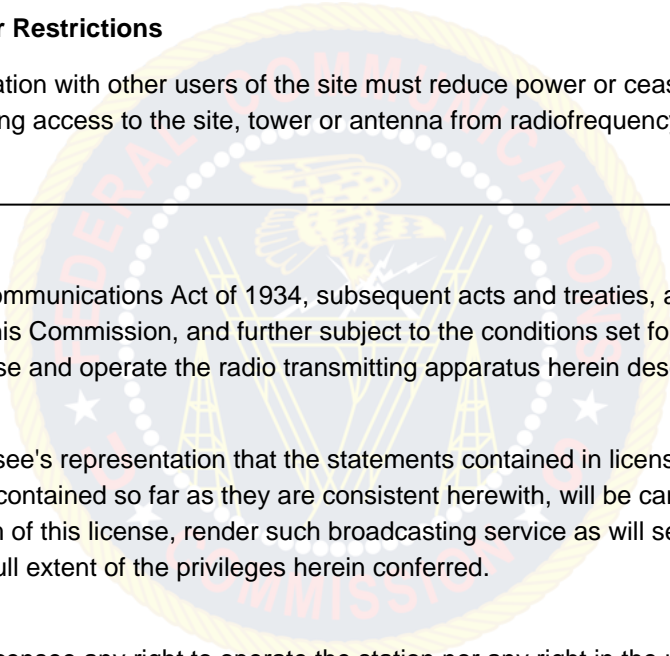 r Restrictions
ation with other users of the site must reduce power or ceas
ng access to the site, tower or antenna from radiofrequency
ommunications Act of 1934, subsequent acts and treaties, a
his Commission, and further subject to the conditions set fo
se and operate the radio transmitting apparatus herein des
see's representation that the statements contained in licens
contained so far as they are consistent herewith, will be car
n of this license, render such broadcasting service as will se
ull extent of the privileges herein conferred.
censee any right to operate the station nor any right in the
FEDERAL COMMUNICATIONS
COMMISSION